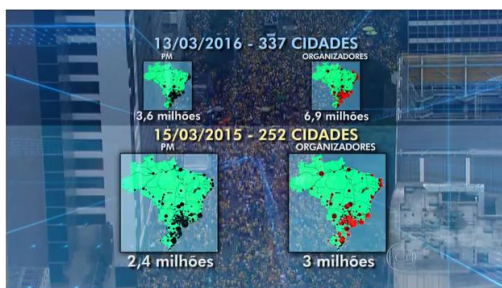 13/03/2016 - 337 CIDADES
PM
ORGANIZADORES
3,6 milhões
6,9 milhões
15/03/2015 - 252 CIDADES
PM
ORGANIZADORES
2,4 milhões
3 milhões